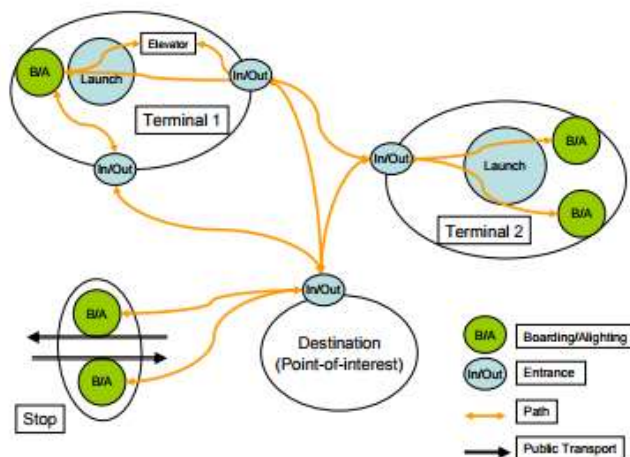 Elevator
B/A
Launch
In/Out
Terminal 1
In/Out
In/Out
Launch
B/A
B/A
Terminal 2
In/Out
Destination
(Point-of-interest)
B/A
B/A
Stop
B/A
Boarding/Alighting
In/Out
Entrance
Path
Public Transport